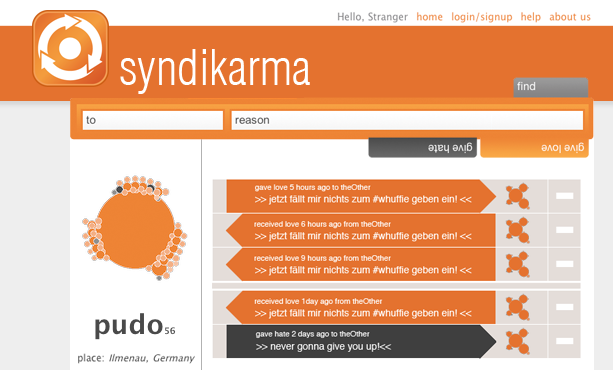 Hello, Stranger home login/signup help about us
syndikarma
find
to reason
give hate give love
gave love 5 hours ago to theOther
>> jetzt fällt mir nichts zum #whuffie geben ein! <<
received love 6 hours ago from theOther
>> jetzt fällt mir nichts zum #whuffie geben ein! <<
received love 9 hours ago from theOther
>> jetzt fällt mir nichts zum #whuffie geben ein! <<
received love 1day ago from theOther
>> jetzt fällt mir nichts zum #whuffie geben ein! <<
gave hate 2 days ago to theOther
>> never gonna give you up!<<
pudo 56
place: Ilmenau, Germany